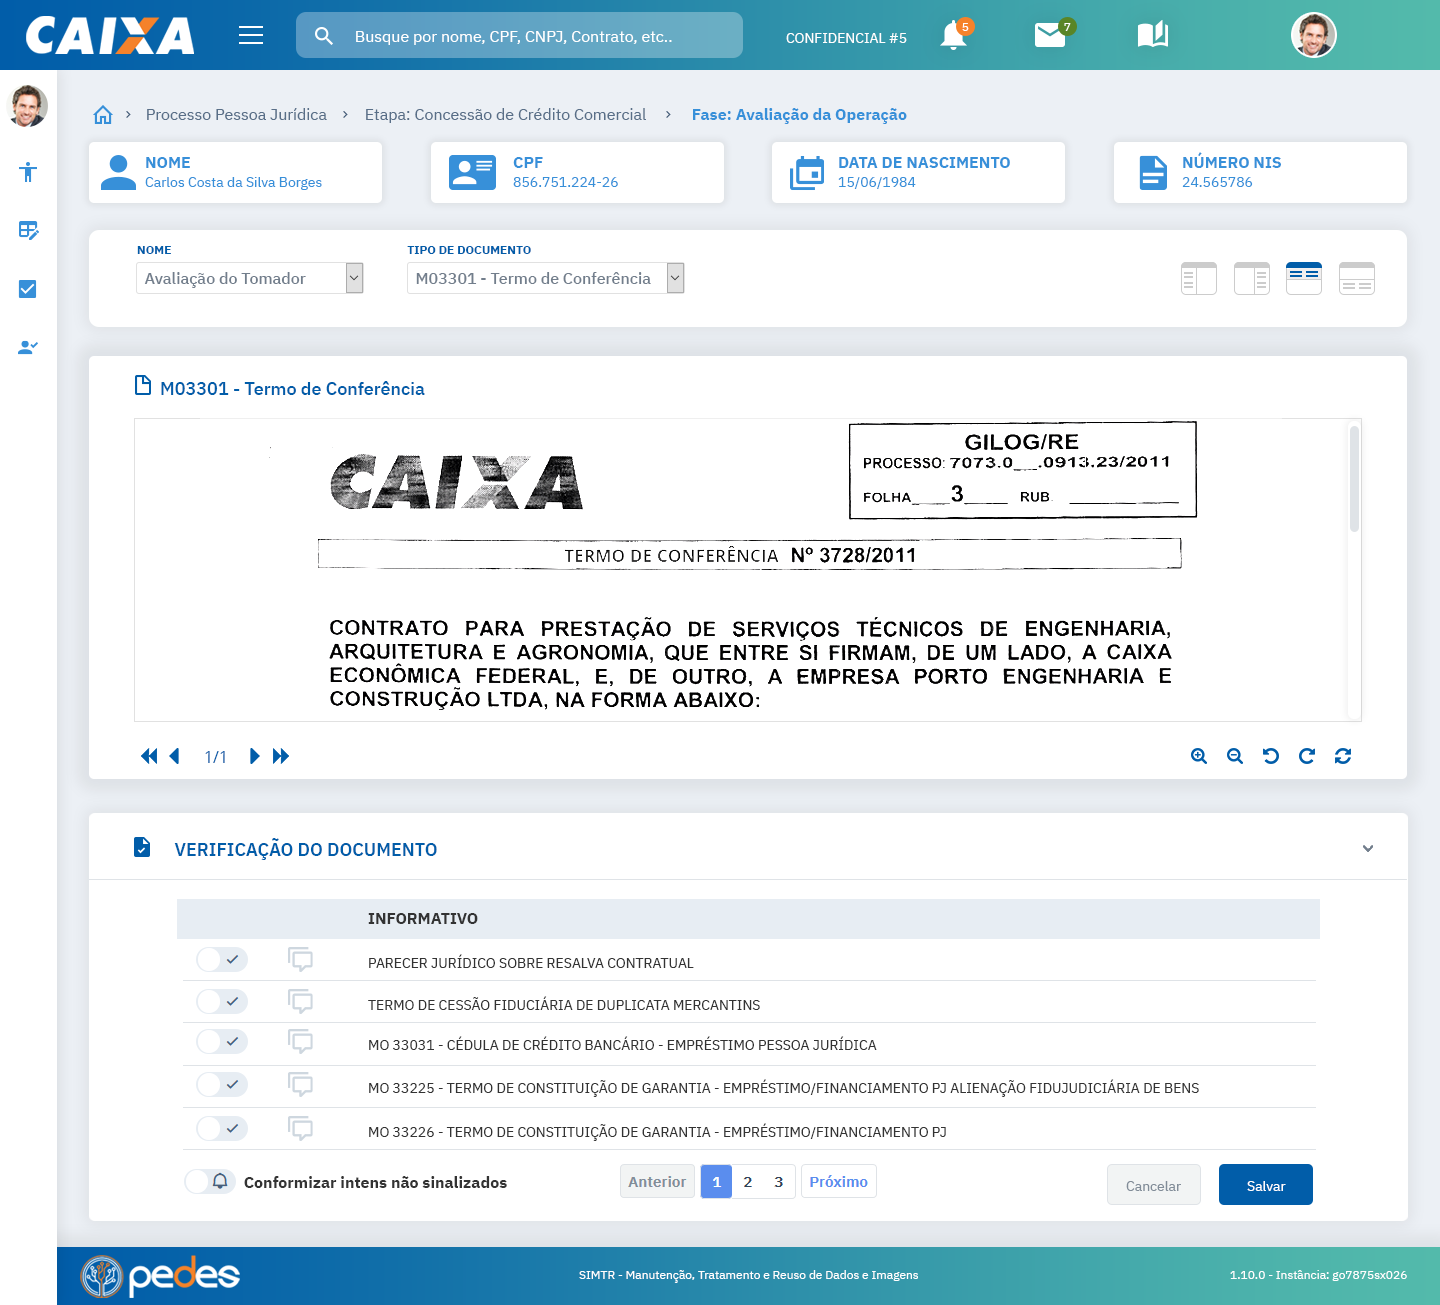 CAIXA
Busque por nome, CPF, CNPJ, Contrato, etc..
CONFIDENCIAL #5
5
7
Processo Pessoa Jurídica
Etapa: Concessão de Crédito Comercial
Fase: Avaliação da Operação
NOME
Carlos Costa da Silva Borges
CPF
856.751.224-26
DATA DE NASCIMENTO
15/06/1984
NÚMERO NIS
24.565786
NOME
Avaliação do Tomador
TIPO DE DOCUMENTO
M03301 - Termo de Conferência
M03301 - Termo de Conferência
CAIXA
GILOG/RE
PROCESSO: 7073.0__.0913.23/2011
FOLHA____3____ RUB. __________
TERMO DE CONFERÊNCIA Nº 3728/2011
CONTRATO PARA PRESTAÇÃO DE SERVIÇOS TÉCNICOS DE ENGENHARIA,
ARQUITETURA E AGRONOMIA, QUE ENTRE SI FIRMAM, DE UM LADO, A CAIXA
ECONÔMICA FEDERAL, E, DE OUTRO, A EMPRESA PORTO ENGENHARIA E
CONSTRUÇÃO LTDA, NA FORMA ABAIXO:
1/1
VERIFICAÇÃO DO DOCUMENTO
INFORMATIVO
PARECER JURÍDICO SOBRE RESALVA CONTRATUAL
TERMO DE CESSÃO FIDUCIÁRIA DE DUPLICATA MERCANTINS
MO 33031 - CÉDULA DE CRÉDITO BANCÁRIO - EMPRÉSTIMO PESSOA JURÍDICA
MO 33225 - TERMO DE CONSTITUIÇÃO DE GARANTIA - EMPRÉSTIMO/FINANCIAMENTO PJ ALIENAÇÃO FIDUJUDICIÁRIA DE BENS
MO 33226 - TERMO DE CONSTITUIÇÃO DE GARANTIA - EMPRÉSTIMO/FINANCIAMENTO PJ
Conformizar intens não sinalizados
Anterior 1 2 3 Próximo
Cancelar
Salvar
pedes
SIMTR - Manutenção, Tratamento e Reuso de Dados e Imagens
1.10.0 - Instância: go7875sx026